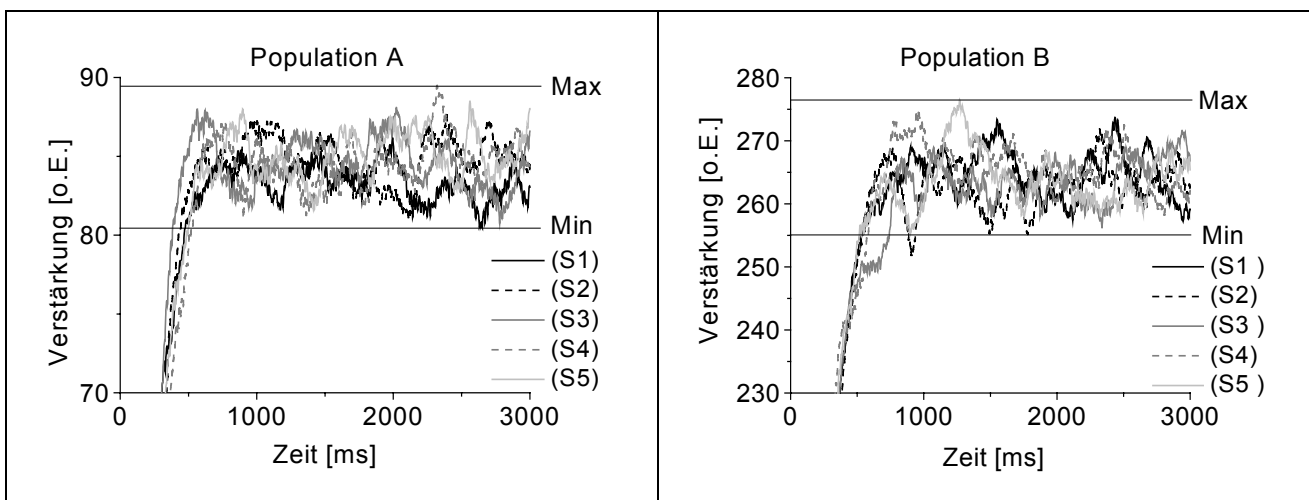 Population A
90
80
70
Verstärkung [o.E.]
Max
Min
(S1)
(S2)
(S3)
(S4)
(S5)
0 1000 2000 3000
Zeit [ms]
Population B
280
270
260
250
240
230
Verstärkung [o.E.]
Max
Min
(S1 )
(S2)
(S3 )
(S4)
(S5 )
0 1000 2000 3000
Zeit [ms]